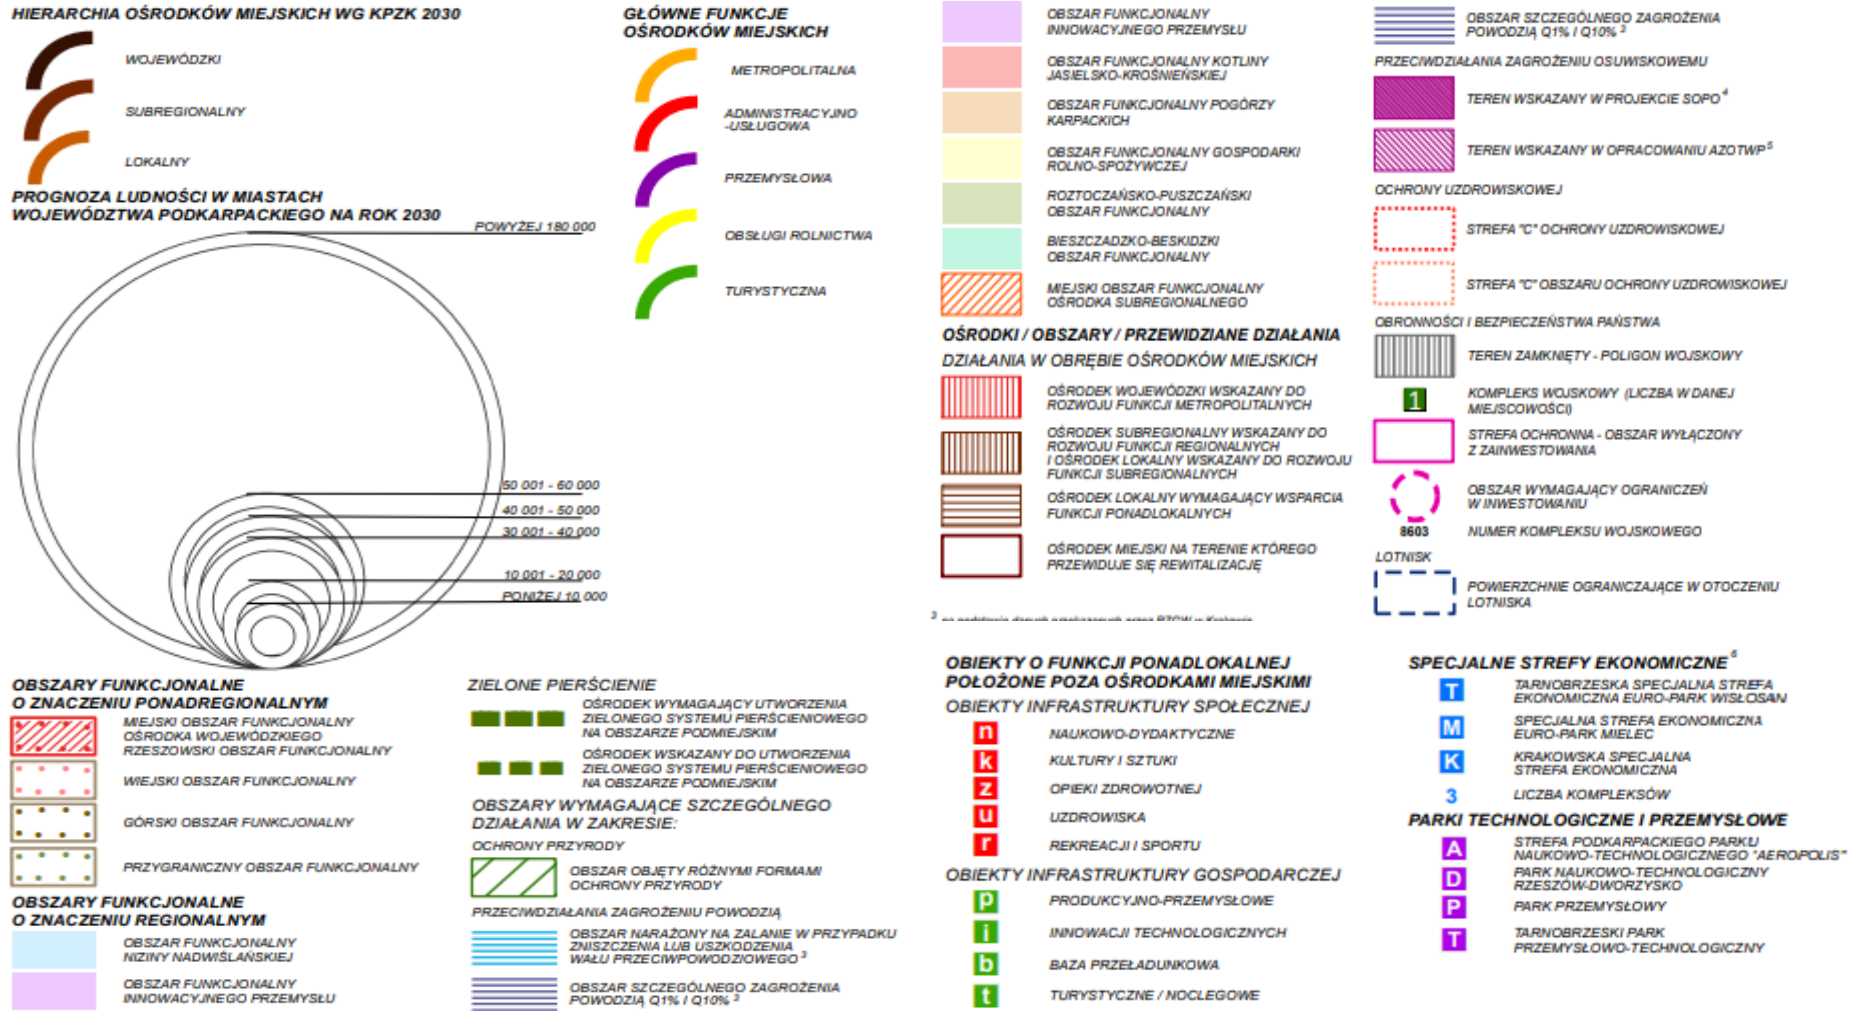 HIERARCHIA OŚRODKÓW MIEJSKICH WG KPZK 2030
WOJEWÓDZKI
SUBREGIONALNY
LOKALNY
PROGNOZA LUDNOŚCI W MIASTACH
WOJEWÓDZTWA PODKARPACKIEGO NA ROK 2030
POWYŻEJ 180 000
50 001 - 60 000
40 001 - 50 000
30 001 - 40 000
10 001 - 20 000
PONIŻEJ 10 000
GŁÓWNE FUNKCJE
OŚRODKÓW MIEJSKICH
METROPOLITALNA
ADMINISTRACYJNO
-USŁUGOWA
PRZEMYSŁOWA
OBSŁUGI ROLNICTWA
TURYSTYCZNA
OBSZAR FUNKCJONALNY
INNOWACYJNEGO PRZEMYSŁU
OBSZAR FUNKCJONALNY KOTLINY
JASIELSKO-KROŚNIEŃSKIEJ
OBSZAR FUNKCJONALNY POGÓRZY
KARPACKICH
OBSZAR FUNKCJONALNY GOSPODARKI
ROLNO-SPOŻYWCZEJ
ROZTOCZAŃSKO-PUSZCZAŃSKI
OBSZAR FUNKCJONALNY
BIESZCZADZKO-BESKIDZKI
OBSZAR FUNKCJONALNY
MIEJSKI OBSZAR FUNKCJONALNY
OŚRODKA SUBREGIONALNEGO
OŚRODKI / OBSZARY / PRZEWIDZIANE DZIAŁANIA
DZIAŁANIA W OBRĘBIE OŚRODKÓW MIEJSKICH
OŚRODEK WOJEWÓDZKI WSKAZANY DO
ROZWOJU FUNKCJI METROPOLITALNYCH
OŚRODEK SUBREGIONALNY WSKAZANY DO
ROZWOJU FUNKCJI REGIONALNYCH
I OŚRODEK LOKALNY WSKAZANY DO ROZWOJU
FUNKCJI SUBREGIONALNYCH
OŚRODEK LOKALNY WYMAGAJĄCY WSPARCIA
FUNKCJI PONADLOKALNYCH
OŚRODEK MIEJSKI NA TERENIE KTÓREGO
PRZEWIDUJE SIĘ REWITALIZACJĘ
OBSZAR SZCZEGÓLNEGO ZAGROŻENIA
POWODZIĄ Q1% I Q10% 3
PRZECIWDZIAŁANIA ZAGROŻENIU OSUWISKOWEMU
TEREN WSKAZANY W PROJEKCIE SOPO 4
TEREN WSKAZANY W OPRACOWANIU AZOTWP 5
OCHRONY UZDROWISKOWEJ
STREFA "C" OCHRONY UZDROWISKOWEJ
STREFA "C" OBSZARU OCHRONY UZDROWISKOWEJ
OBRONNOŚCI I BEZPIECZEŃSTWA PAŃSTWA
TEREN ZAMKNIĘTY - POLIGON WOJSKOWY
1
KOMPLEKS WOJSKOWY (LICZBA W DANEJ
MIEJSCOWOŚCI)
STREFA OCHRONNA - OBSZAR WYŁĄCZONY
Z ZAINWESTOWANIA
OBSZAR WYMAGAJĄCY OGRANICZEŃ
W INWESTOWANIU
8603
NUMER KOMPLEKSU WOJSKOWEGO
LOTNISK
POWIERZCHNIE OGRANICZAJĄCE W OTOCZENIU
LOTNISKA
OBSZARY FUNKCJONALNE
O ZNACZENIU PONADREGIONALNYM
MIEJSKI OBSZAR FUNKCJONALNY
OŚRODKA WOJEWÓDZKIEGO
RZESZOWSKI OBSZAR FUNKCJONALNY
WIEJSKI OBSZAR FUNKCJONALNY
GÓRSKI OBSZAR FUNKCJONALNY
PRZYGRANICZNY OBSZAR FUNKCJONALNY
OBSZARY FUNKCJONALNE
O ZNACZENIU REGIONALNYM
OBSZAR FUNKCJONALNY
NIZINY NADWIŚLAŃSKIEJ
OBSZAR FUNKCJONALNY
INNOWACYJNEGO PRZEMYSŁU
ZIELONE PIERŚCIENIE
OŚRODEK WYMAGAJĄCY UTWORZENIA
ZIELONEGO SYSTEMU PIERŚCIENIOWEGO
NA OBSZARZE PODMIEJSKIM
OŚRODEK WSKAZANY DO UTWORZENIA
ZIELONEGO SYSTEMU PIERŚCIENIOWEGO
NA OBSZARZE PODMIEJSKIM
OBSZARY WYMAGAJĄCE SZCZEGÓLNEGO
DZIAŁANIA W ZAKRESIE:
OCHRONY PRZYRODY
OBSZAR OBJĘTY RÓŻNYMI FORMAMI
OCHRONY PRZYRODY
PRZECIWDZIAŁANIA ZAGROŻENIU POWODZIĄ
OBSZAR NARAŻONY NA ZALANIE W PRZYPADKU
ZNISZCZENIA LUB USZKODZENIA
WAŁU PRZECIWPOWODZIOWEGO 3
OBSZAR SZCZEGÓLNEGO ZAGROŻENIA
POWODZIĄ Q1% I Q10% 3
OBIEKTY O FUNKCJI PONADLOKALNEJ
POŁOŻONE POZA OŚRODKAMI MIEJSKIMI
OBIEKTY INFRASTRUKTURY SPOŁECZNEJ
n NAUKOWO-DYDAKTYCZNE
k KULTURY I SZTUKI
z OPIEKI ZDROWOTNEJ
u UZDROWISKA
r REKREACJI I SPORTU
OBIEKTY INFRASTRUKTURY GOSPODARCZEJ
p PRODUKCYJNO-PRZEMYSŁOWE
i INNOWACJI TECHNOLOGICZNYCH
b BAZA PRZEŁADUNKOWA
t TURYSTYCZNE / NOCLEGOWE
SPECJALNE STREFY EKONOMICZNE 6
T TARNOBRZESKA SPECJALNA STREFA
EKONOMICZNA EURO-PARK WISŁOSAN
M SPECJALNA STREFA EKONOMICZNA
EURO-PARK MIELEC
K KRAKOWSKA SPECJALNA
STREFA EKONOMICZNA
3 LICZBA KOMPLEKSÓW
PARKI TECHNOLOGICZNE I PRZEMYSŁOWE
A STREFA PODKARPACKIEGO PARKU
NAUKOWO-TECHNOLOGICZNEGO "AEROPOLIS"
D PARK NAUKOWO-TECHNOLOGICZNY
RZESZÓW-DWORZYSKO
P PARK PRZEMYSŁOWY
T TARNOBRZESKI PARK
PRZEMYSŁOWO-TECHNOLOGICZNY